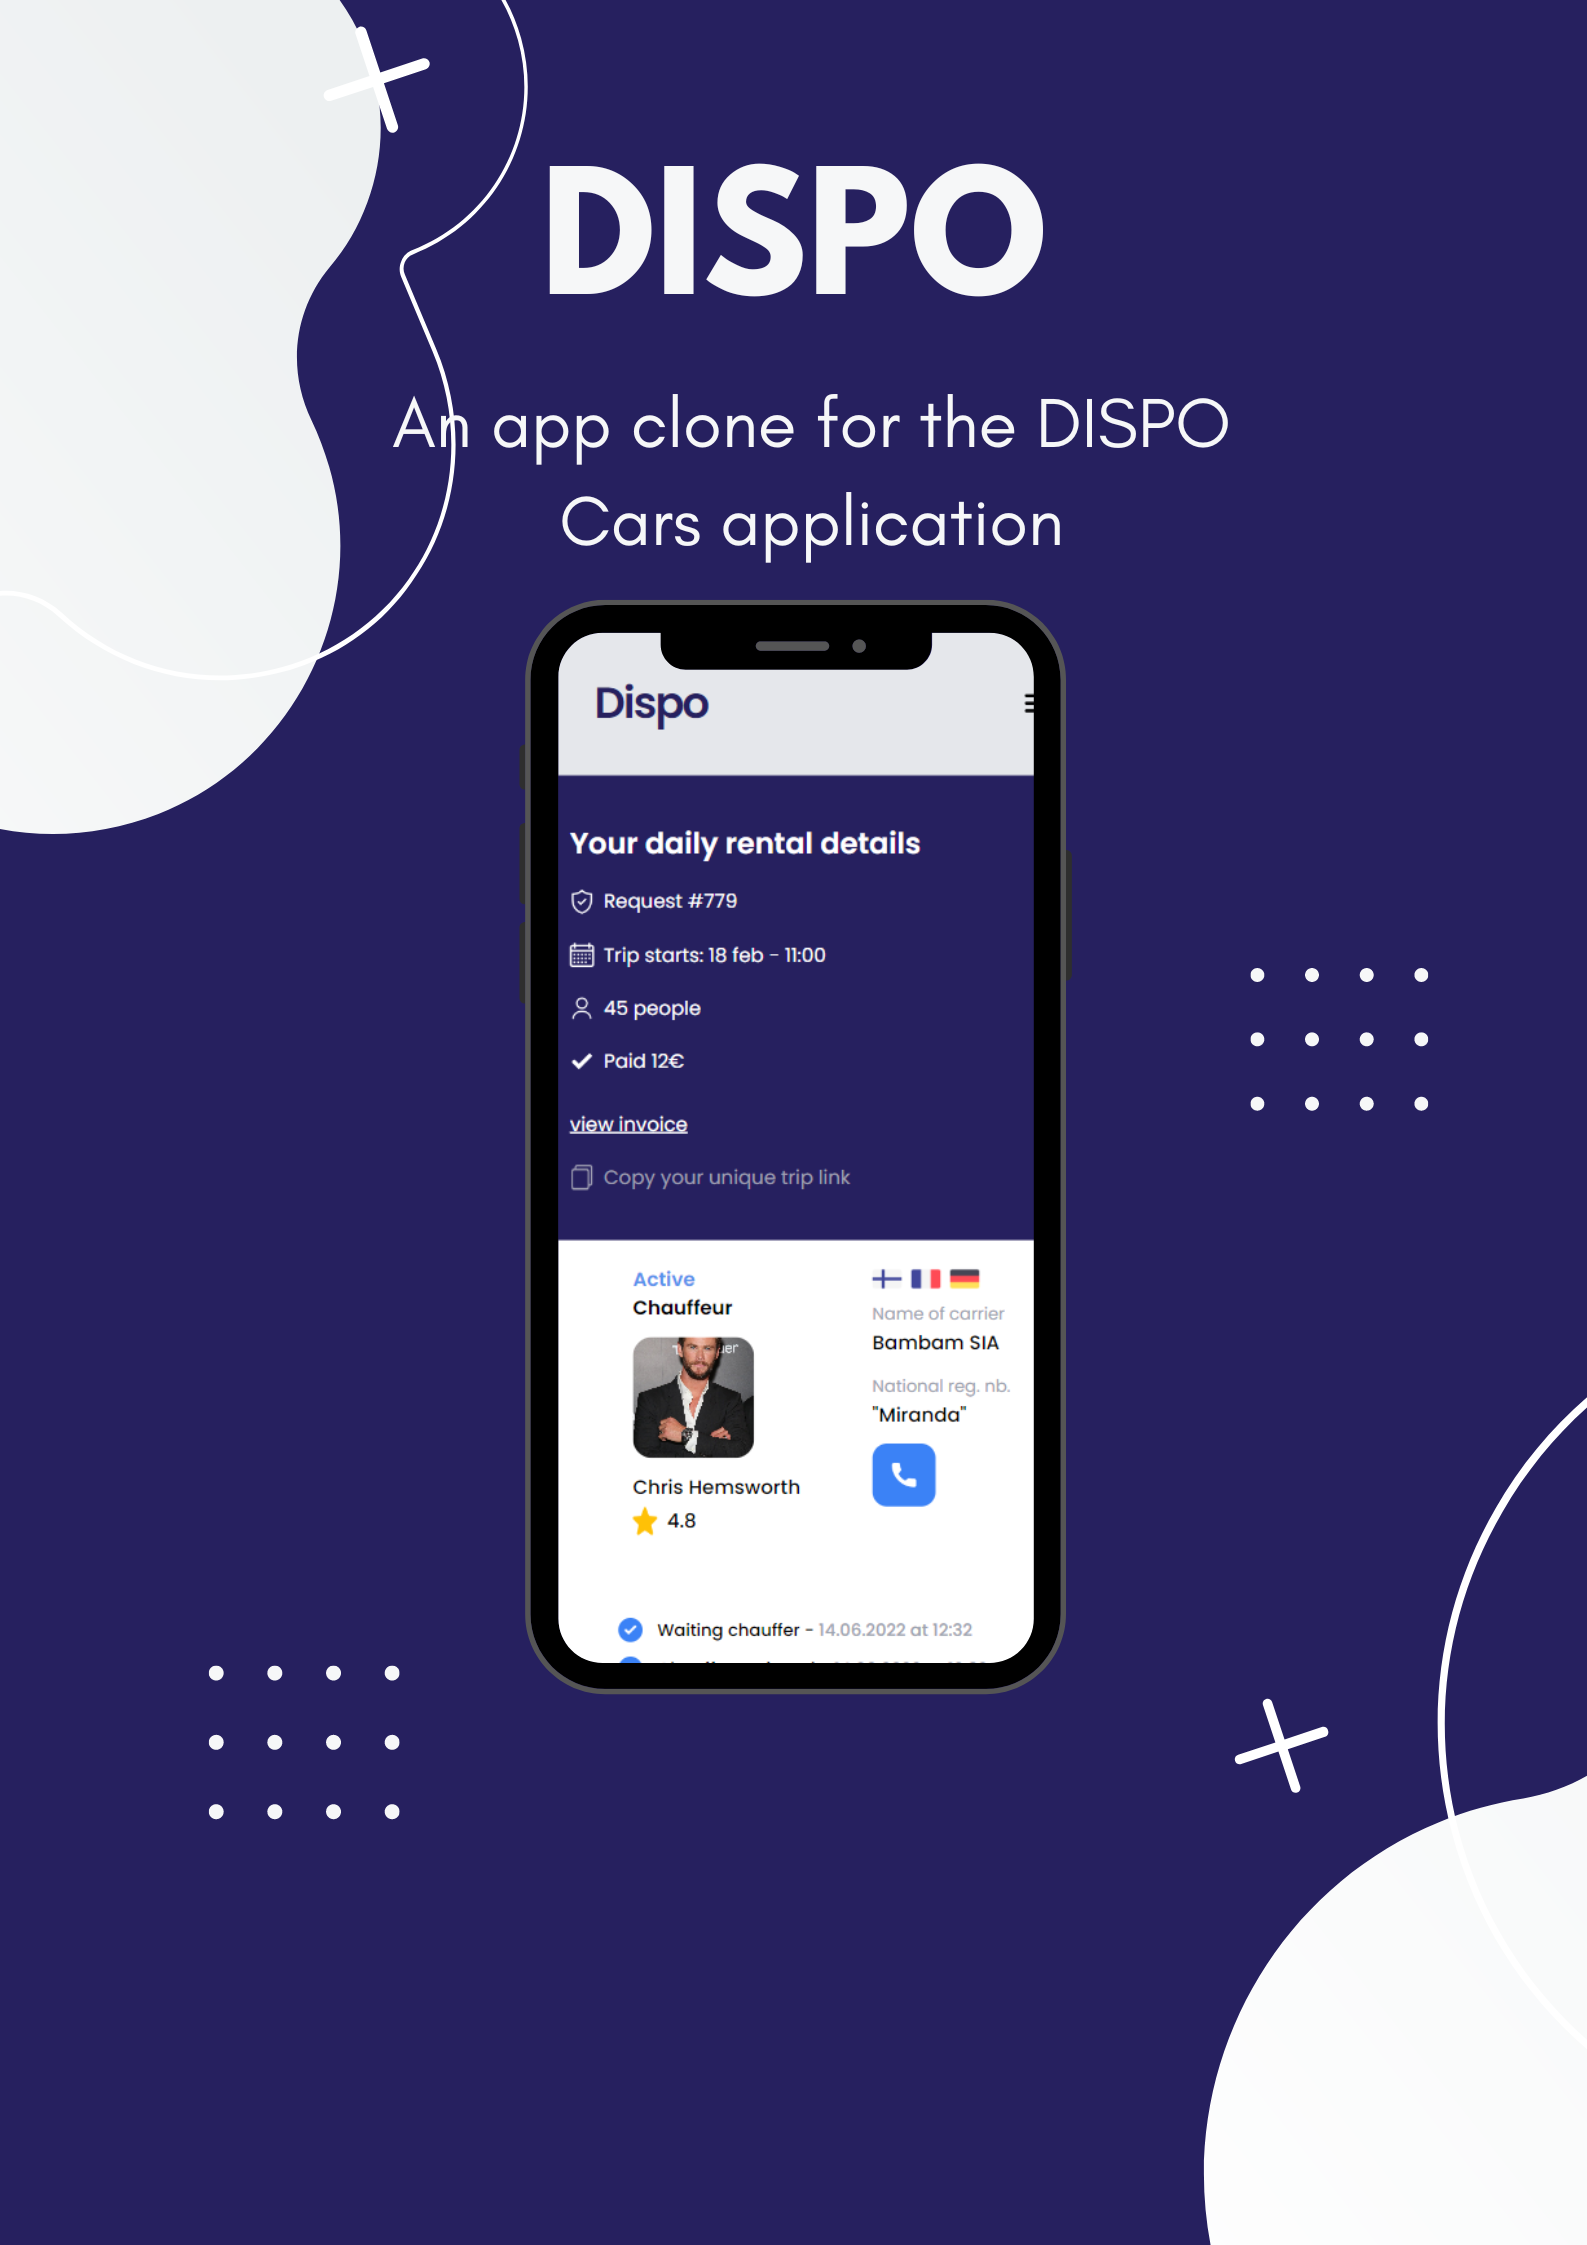 DISPO
An app clone for the DISPO
Cars application
Dispo
Your daily rental details
Request #779
Trip starts: 18 feb - 11:00
45 people
Paid 12€
view invoice
Copy your unique trip link
Active
Chauffeur
Chris Hemsworth
4.8
Name of carrier
Bambam SIA
National reg. nb.
"Miranda"
Waiting chauffer - 14.06.2022 at 12:32